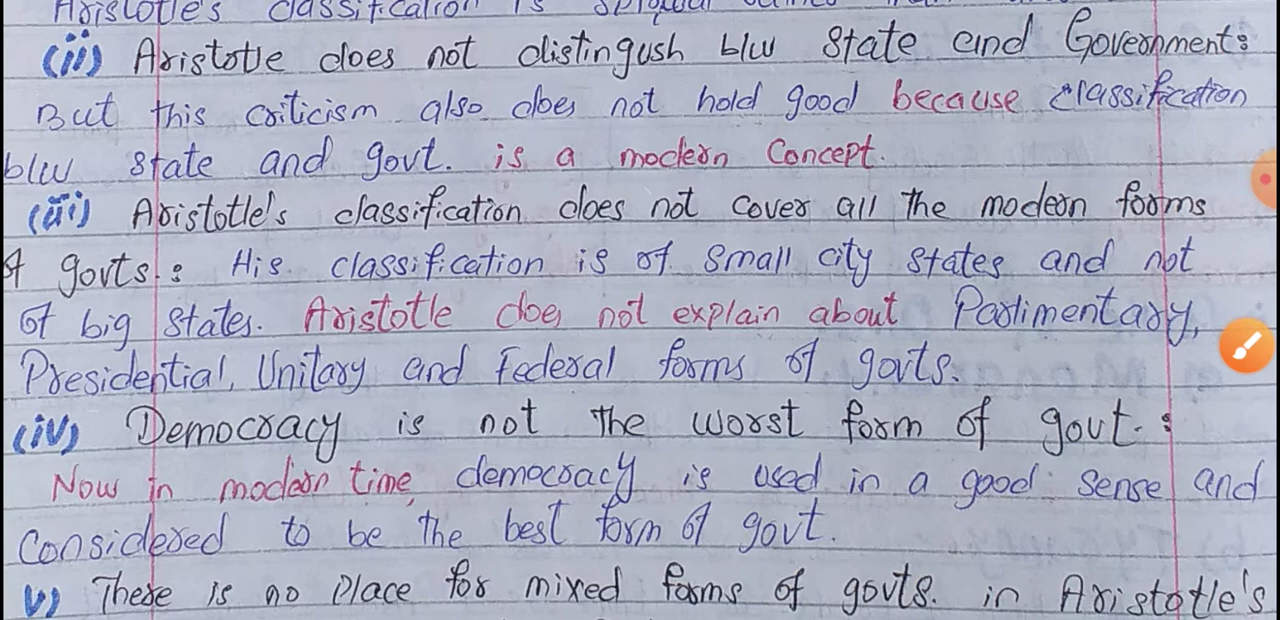 Aristotle's classification is
(ii) Aristotle does not distingush b/w State and Government:
But this criticism also does not hold good because classification
b/w state and govt. is a modern Concept.
(iii) Aristotle's classification does not cover all the modern forms
of govts.: His classification is of small city states and not
of big states. Aristotle does not explain about Parlimentary,
Presidential, Unitary and Federal forms of govts.
(iv) Democracy is not the worst form of govt.:
Now in modern time, democracy is used in a good sense and
Considered to be the best form of govt.
v) There is no place for mixed forms of govts. in Aristotle's